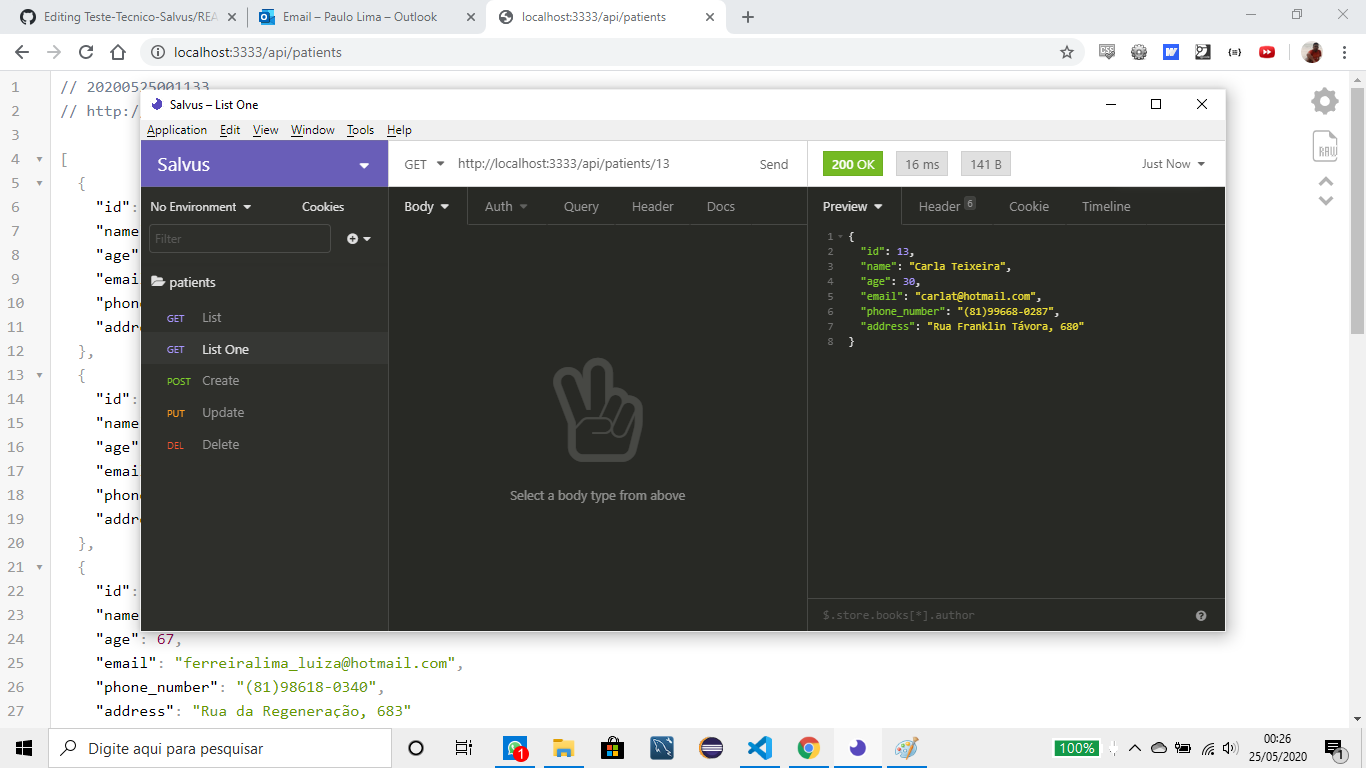 Editing Teste-Tecnico-Salvus/REA
Email – Paulo Lima – Outlook
localhost:3333/api/patients
localhost:3333/api/patients
1 // 20200525001133
2 // http:/
3
4 [
5 {
6 "id":
7 "name
8 "age"
9 "emai
10 "phon
11 "addr
12 },
13 {
14 "id":
15 "name
16 "age"
17 "emai
18 "phon
19 "addr
20 },
21 {
22 "id":
23 "name
24 "age": 67,
25 "email": "ferreiralima_luiza@hotmail.com",
26 "phone_number": "(81)98618-0340",
27 "address": "Rua da Regeneração, 683"
RAW
Salvus – List One
Application Edit View Window Tools Help
Salvus
GET http://localhost:3333/api/patients/13 Send
200 OK 16 ms 141 B Just Now
No Environment Cookies
Body Auth Query Header Docs
Preview Header 6 Cookie Timeline
Filter
patients
GET List
GET List One
POST Create
PUT Update
DEL Delete
Select a body type from above
1 {
2 "id": 13,
3 "name": "Carla Teixeira",
4 "age": 30,
5 "email": "carlat@hotmail.com",
6 "phone_number": "(81)99668-0287",
7 "address": "Rua Franklin Távora, 680"
8 }
$.store.books[*].author
Digite aqui para pesquisar
1
100%
00:26
25/05/2020
1